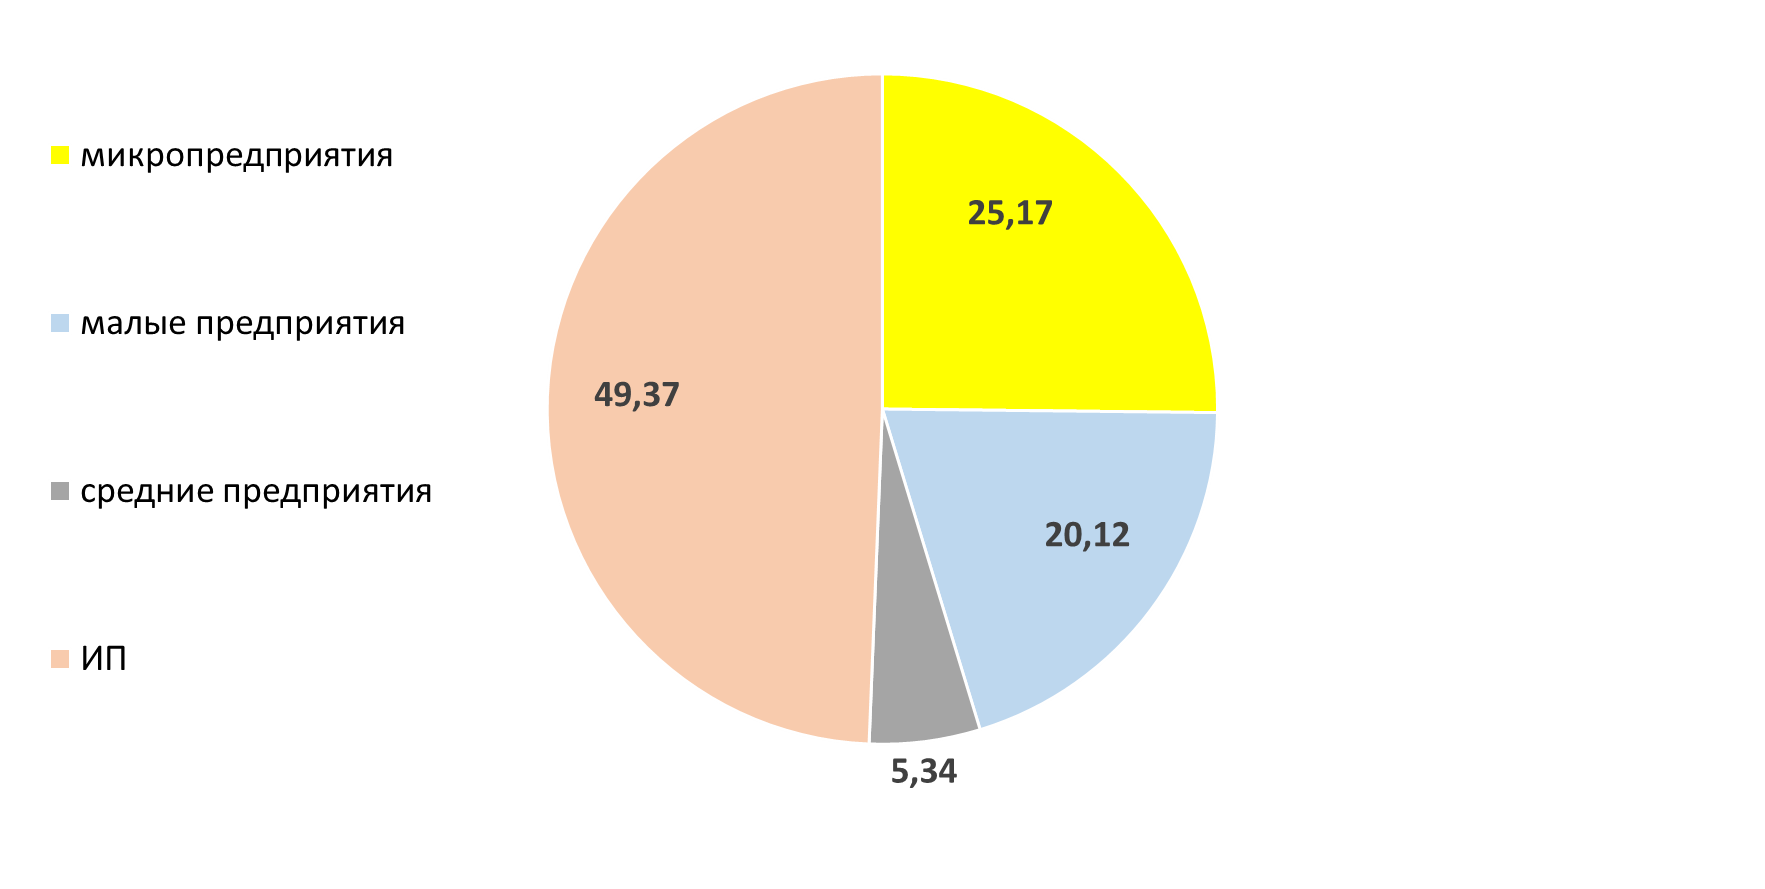 микропредприятия
малые предприятия
средние предприятия
ИП
25,17
20,12
5,34
49,37